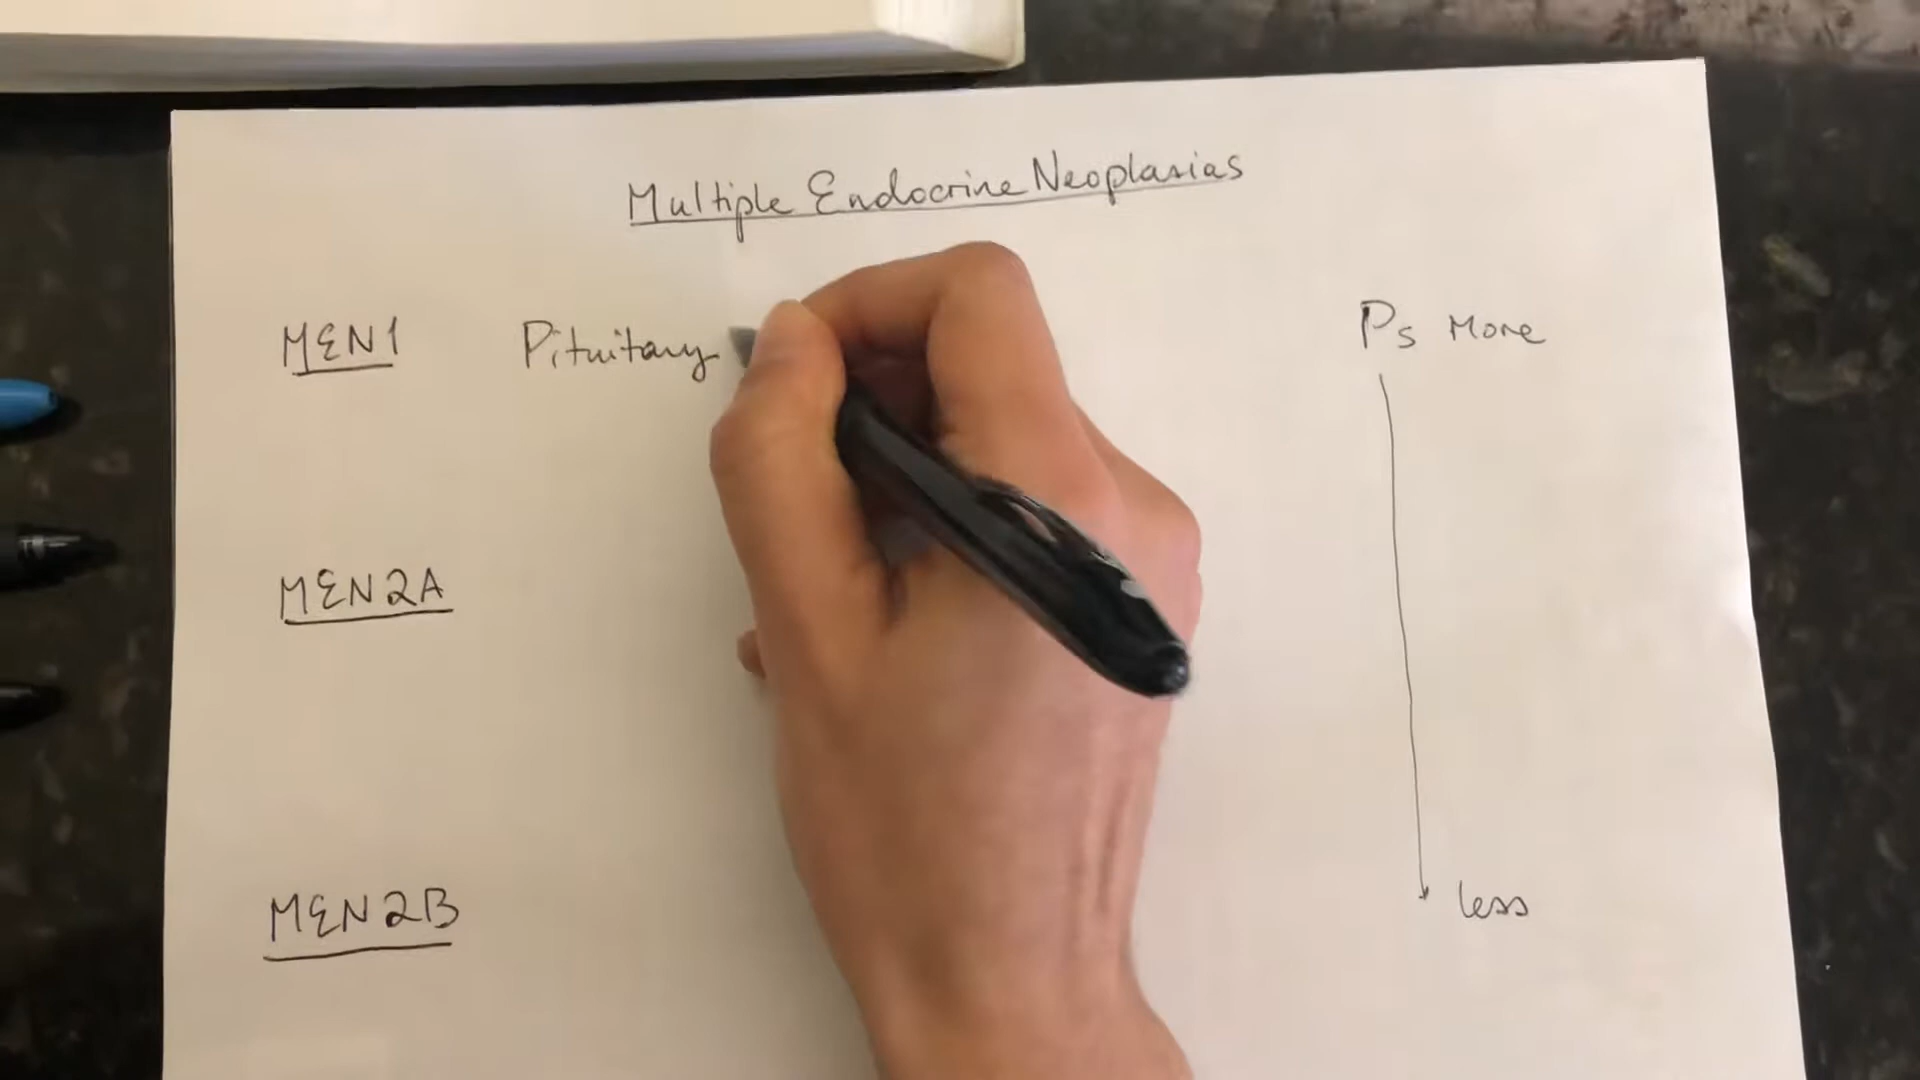 Multiple Endocrine Neoplasias
MEN1 Pituitary Ps More
MEN2A
MEN2B less